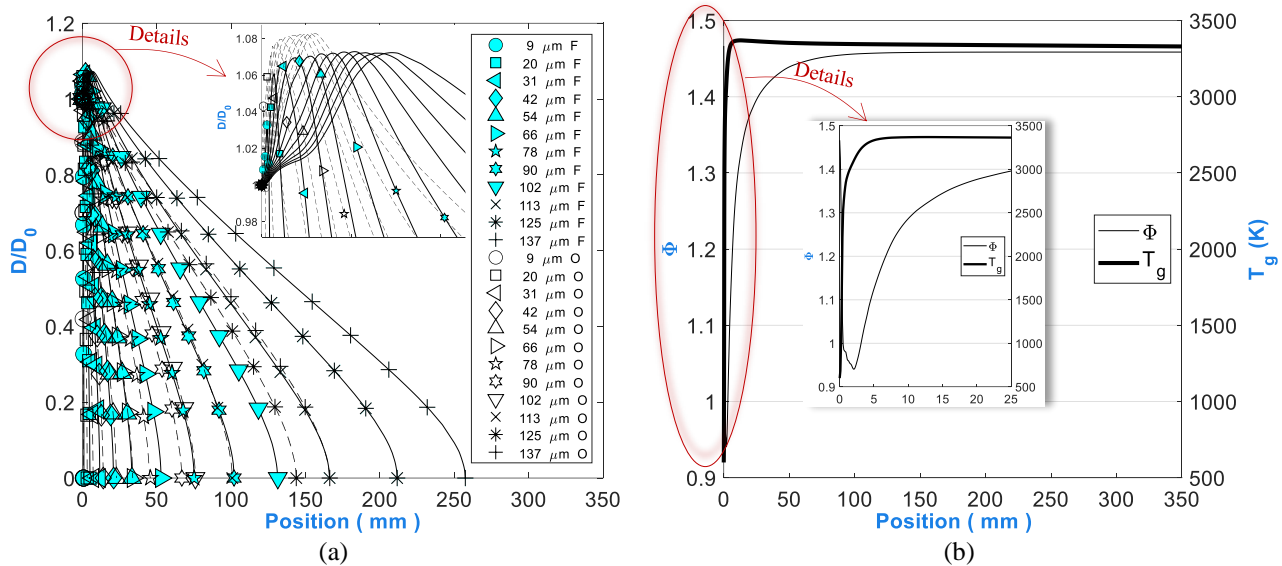 1.2
1
0.8
0.6
0.4
0.2
0
D/D0
0 50 100 150 200 250 300 350
Position ( mm )
Details
1.08
1.06
1.04
1.02
1.00
0.98
D/D0
9 μm F
20 μm F
31 μm F
42 μm F
54 μm F
66 μm F
78 μm F
90 μm F
102 μm F
113 μm F
125 μm F
137 μm F
9 μm O
20 μm O
31 μm O
42 μm O
54 μm O
66 μm O
78 μm O
90 μm O
102 μm O
113 μm O
125 μm O
137 μm O
(a)
1.5
1.4
1.3
1.2
1.1
1
0.9
Φ
3500
3000
2500
2000
1500
1000
500
Tg (K)
0 50 100 150 200 250 300 350
Position ( mm )
Details
Φ
Tg
1.5
1.4
1.3
1.2
1.1
1
0.9
Φ
3500
3000
2500
2000
1500
1000
500
0 5 10 15 20 25
Φ
Tg
(b)